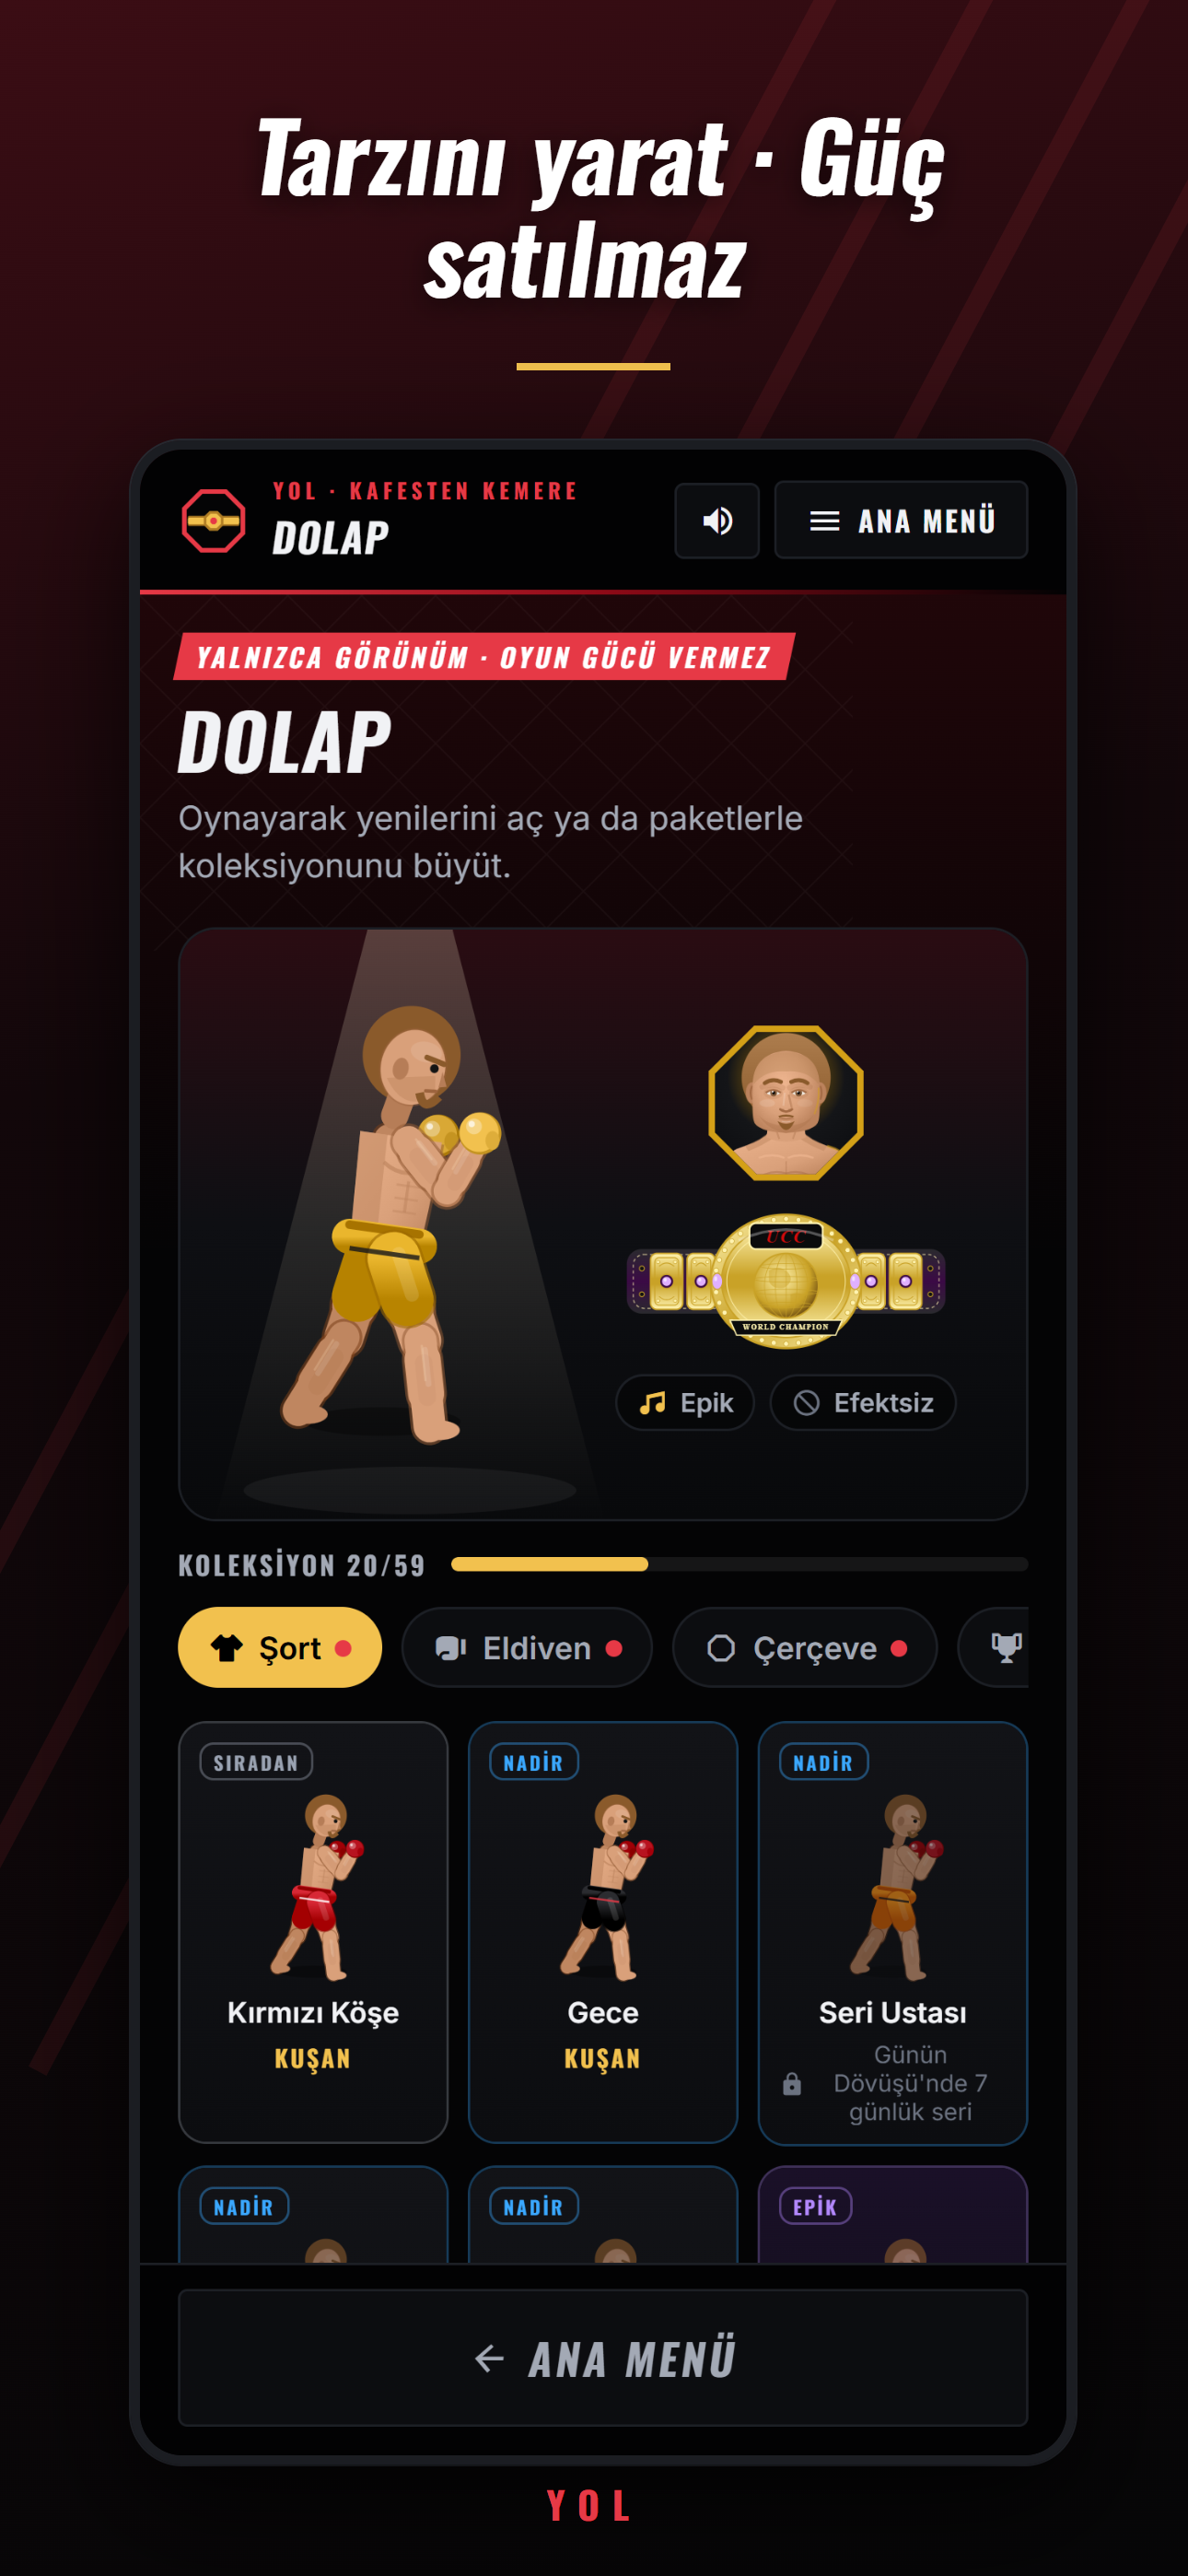 Tarzını yarat · Güç
satılmaz
YOL · KAFESTEN KEMERE
DOLAP
ANA MENÜ
YALNIZCA GÖRÜNÜM · OYUN GÜCÜ VERMEZ
DOLAP
Oynayarak yenilerini aç ya da paketlerle
koleksiyonunu büyüt.
UCC
WORLD CHAMPION
Epik
Efektsiz
KOLEKSİYON 20/59
Şort
Eldiven
Çerçeve
SIRADAN
NADİR
NADİR
Kırmızı Köşe
Gece
Seri Ustası
KUŞAN
KUŞAN
Günün
Dövüşü'nde 7
günlük seri
NADİR
NADİR
EPİK
ANA MENÜ
YOL